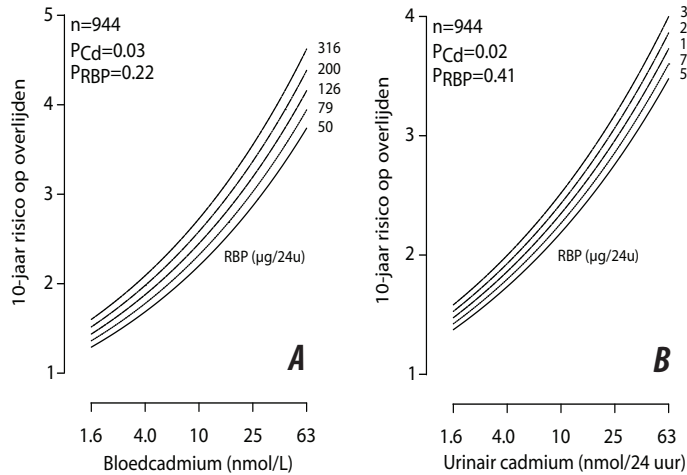 5
n=944
PCd=0.03
PRBP=0.22
316
200
126
79
50
4
3
2
1
10-jaar risico op overlijden
RBP (µg/24u)
A
1.6 4.0 10 25 63
Bloedcadmium (nmol/L)
4
n=944
PCd=0.02
PRBP=0.41
3
2
1
7
5
3
2
1
10-jaar risico op overlijden
RBP (µg/24u)
B
1.6 4.0 10 25 63
Urinair cadmium (nmol/24 uur)